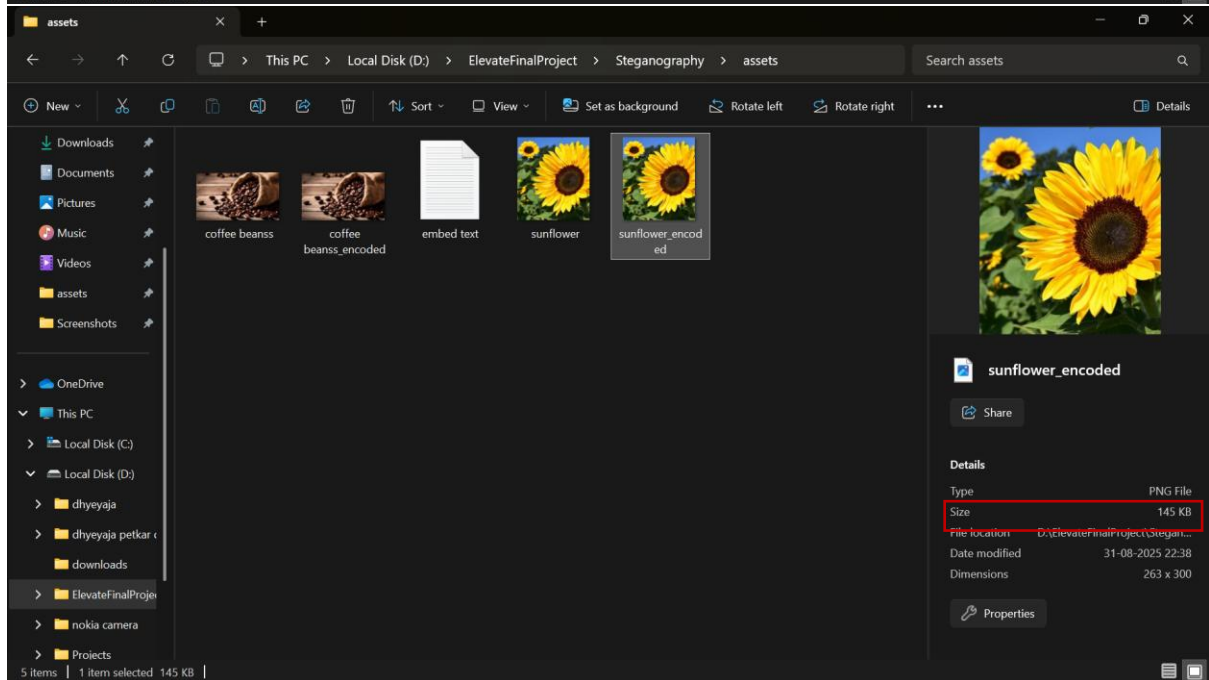 assets
This PC > Local Disk (D:) > ElevateFinalProject > Steganography > assets
Search assets
New
Sort
View
Set as background
Rotate left
Rotate right
Details
Downloads
Documents
Pictures
Music
Videos
assets
Screenshots
OneDrive
This PC
Local Disk (C:)
Local Disk (D:)
dhyeyaja
dhyeyaja petkar
downloads
ElevateFinalProje
nokia camera
Projects
coffee beanss
coffee
beanss_encoded
embed text
sunflower
sunflower_encod
ed
sunflower_encoded
Share
Details
Type PNG File
Size 145 KB
File location D:\ElevateFinalProject\Stegan...
Date modified 31-08-2025 22:38
Dimensions 263 x 300
Properties
5 items | 1 item selected 145 KB |